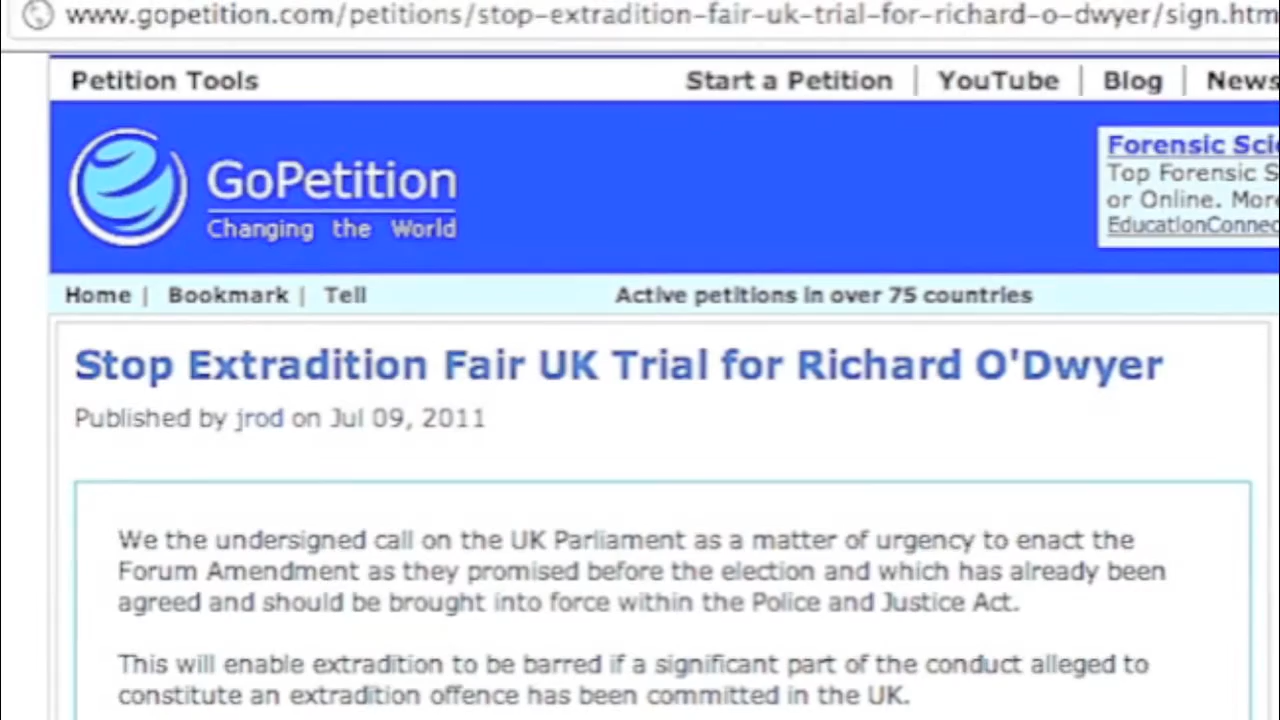 www.gopetition.com/petitions/stop-extradition-fair-uk-trial-for-richard-o-dwyer/sign.htm
Petition Tools
Start a Petition | YouTube | Blog | News
GoPetition
Changing the World
Forensic Sci
Top Forensic S
or Online. More
EducationConnec
Home | Bookmark | Tell
Active petitions in over 75 countries
Stop Extradition Fair UK Trial for Richard O'Dwyer
Published by jrod on Jul 09, 2011
We the undersigned call on the UK Parliament as a matter of urgency to enact the
Forum Amendment as they promised before the election and which has already been
agreed and should be brought into force within the Police and Justice Act.
This will enable extradition to be barred if a significant part of the conduct alleged to
constitute an extradition offence has been committed in the UK.